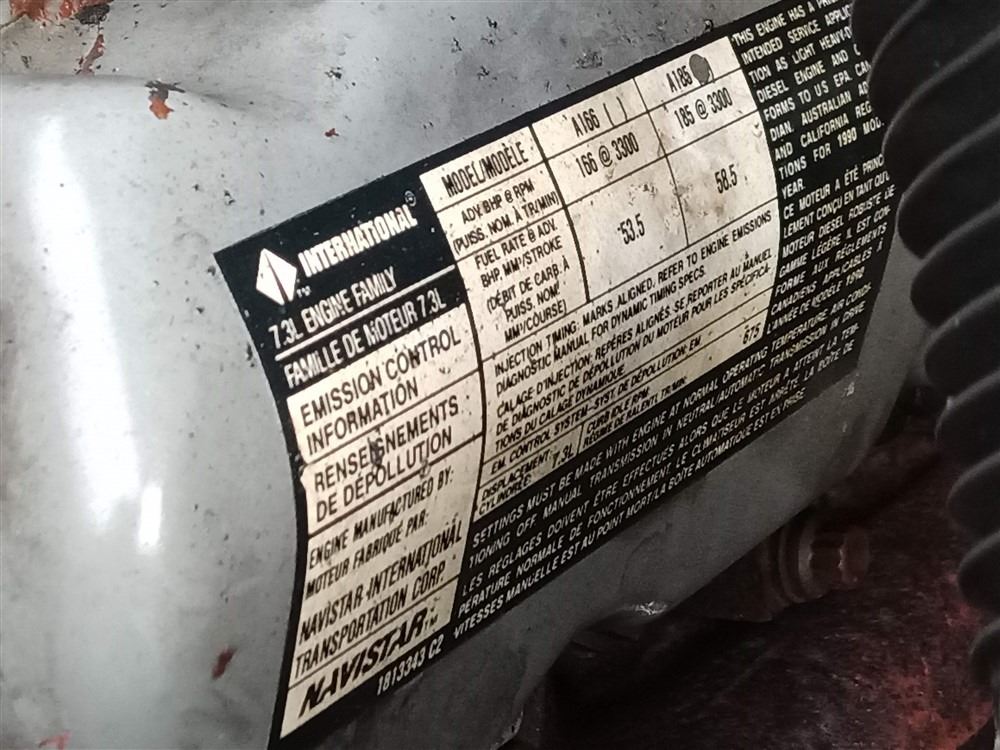 INTERNATIONAL®
7.3L ENGINE FAMILY
FAMILLE DE MOTEUR 7.3L
EMISSION CONTROL
INFORMATION
RENSEIGNEMENTS
DE DÉPOLLUTION
ENGINE MANUFACTURED BY:
MOTEUR FABRIQUÉ PAR:
NAVISTAR INTERNATIONAL
TRANSPORTATION CORP.
NAVISTAR™
1813343 C2
MODEL/MODÈLE: A166 ( ) A185
ADV. BHP @ RPM
(PUISS. NOM. À TR/MIN) 166 @ 3300 185 @ 3300
FUEL RATE @ ADV.
BHP. MM³/STROKE
(DÉBIT DE CARB. À
PUISS. NOM.
MM³/COURSE) 53.5 58.5
INJECTION TIMING: MARKS ALIGNED. REFER TO ENGINE EMISSIONS
DIAGNOSTIC MANUAL FOR DYNAMIC TIMING SPECS.
CALAGE D'INJECTION: REPÈRES ALIGNÉS. SE REPORTER AU MANUEL
DE DIAGNOSTIC DE DÉPOLLUTION DU MOTEUR POUR LES SPÉCIFICA-
TIONS DU CALAGE DYNAMIQUE.
EM. CONTROL SYSTEM-SYST. DE DÉPOLLUTION: EM
DISPLACEMENT:
CYLINDRÉE: 7.3L
CURB IDLE RPM
RÉGIME DE RALENTI, TR/MIN: 675
SETTINGS MUST BE MADE WITH ENGINE AT NORMAL OPERATING TEMPERATURE AIR CONDI-
TIONING OFF. MANUAL TRANSMISSION IN NEUTRAL/AUTOMATIC TRANSMISSION IN DRIVE.
LES RÉGLAGES DOIVENT ÊTRE EFFECTUÉS ALORS QUE LE MOTEUR A ATTEINT LA TEM-
PÉRATURE NORMALE DE FONCTIONNEMENT, LE CLIMATISEUR EST ARRÊTÉ, LA BOÎTE DE
VITESSES MANUELLE EST AU POINT MORT/LA BOÎTE AUTOMATIQUE EST EN PRISE
THIS ENGINE HAS A
INTENDED SERVICE
TION AS LIGHT HEAVY-
DIESEL ENGINE AND
FORMS TO US EPA, CAN
DIAN, AUSTRALIAN
AND CALIFORNIA REG
TIONS FOR 1990
YEAR.
CE MOTEUR A ÉTÉ PRINCI
LEMENT CONÇU EN TANT QU'
MOTEUR DIESEL ROBUSTE DE
GAMME LÉGÈRE. IL EST CON-
FORME AUX RÈGLEMENTS
CANADIENS APPLICABLES À
L'ANNÉE DE MODÈLE 1990